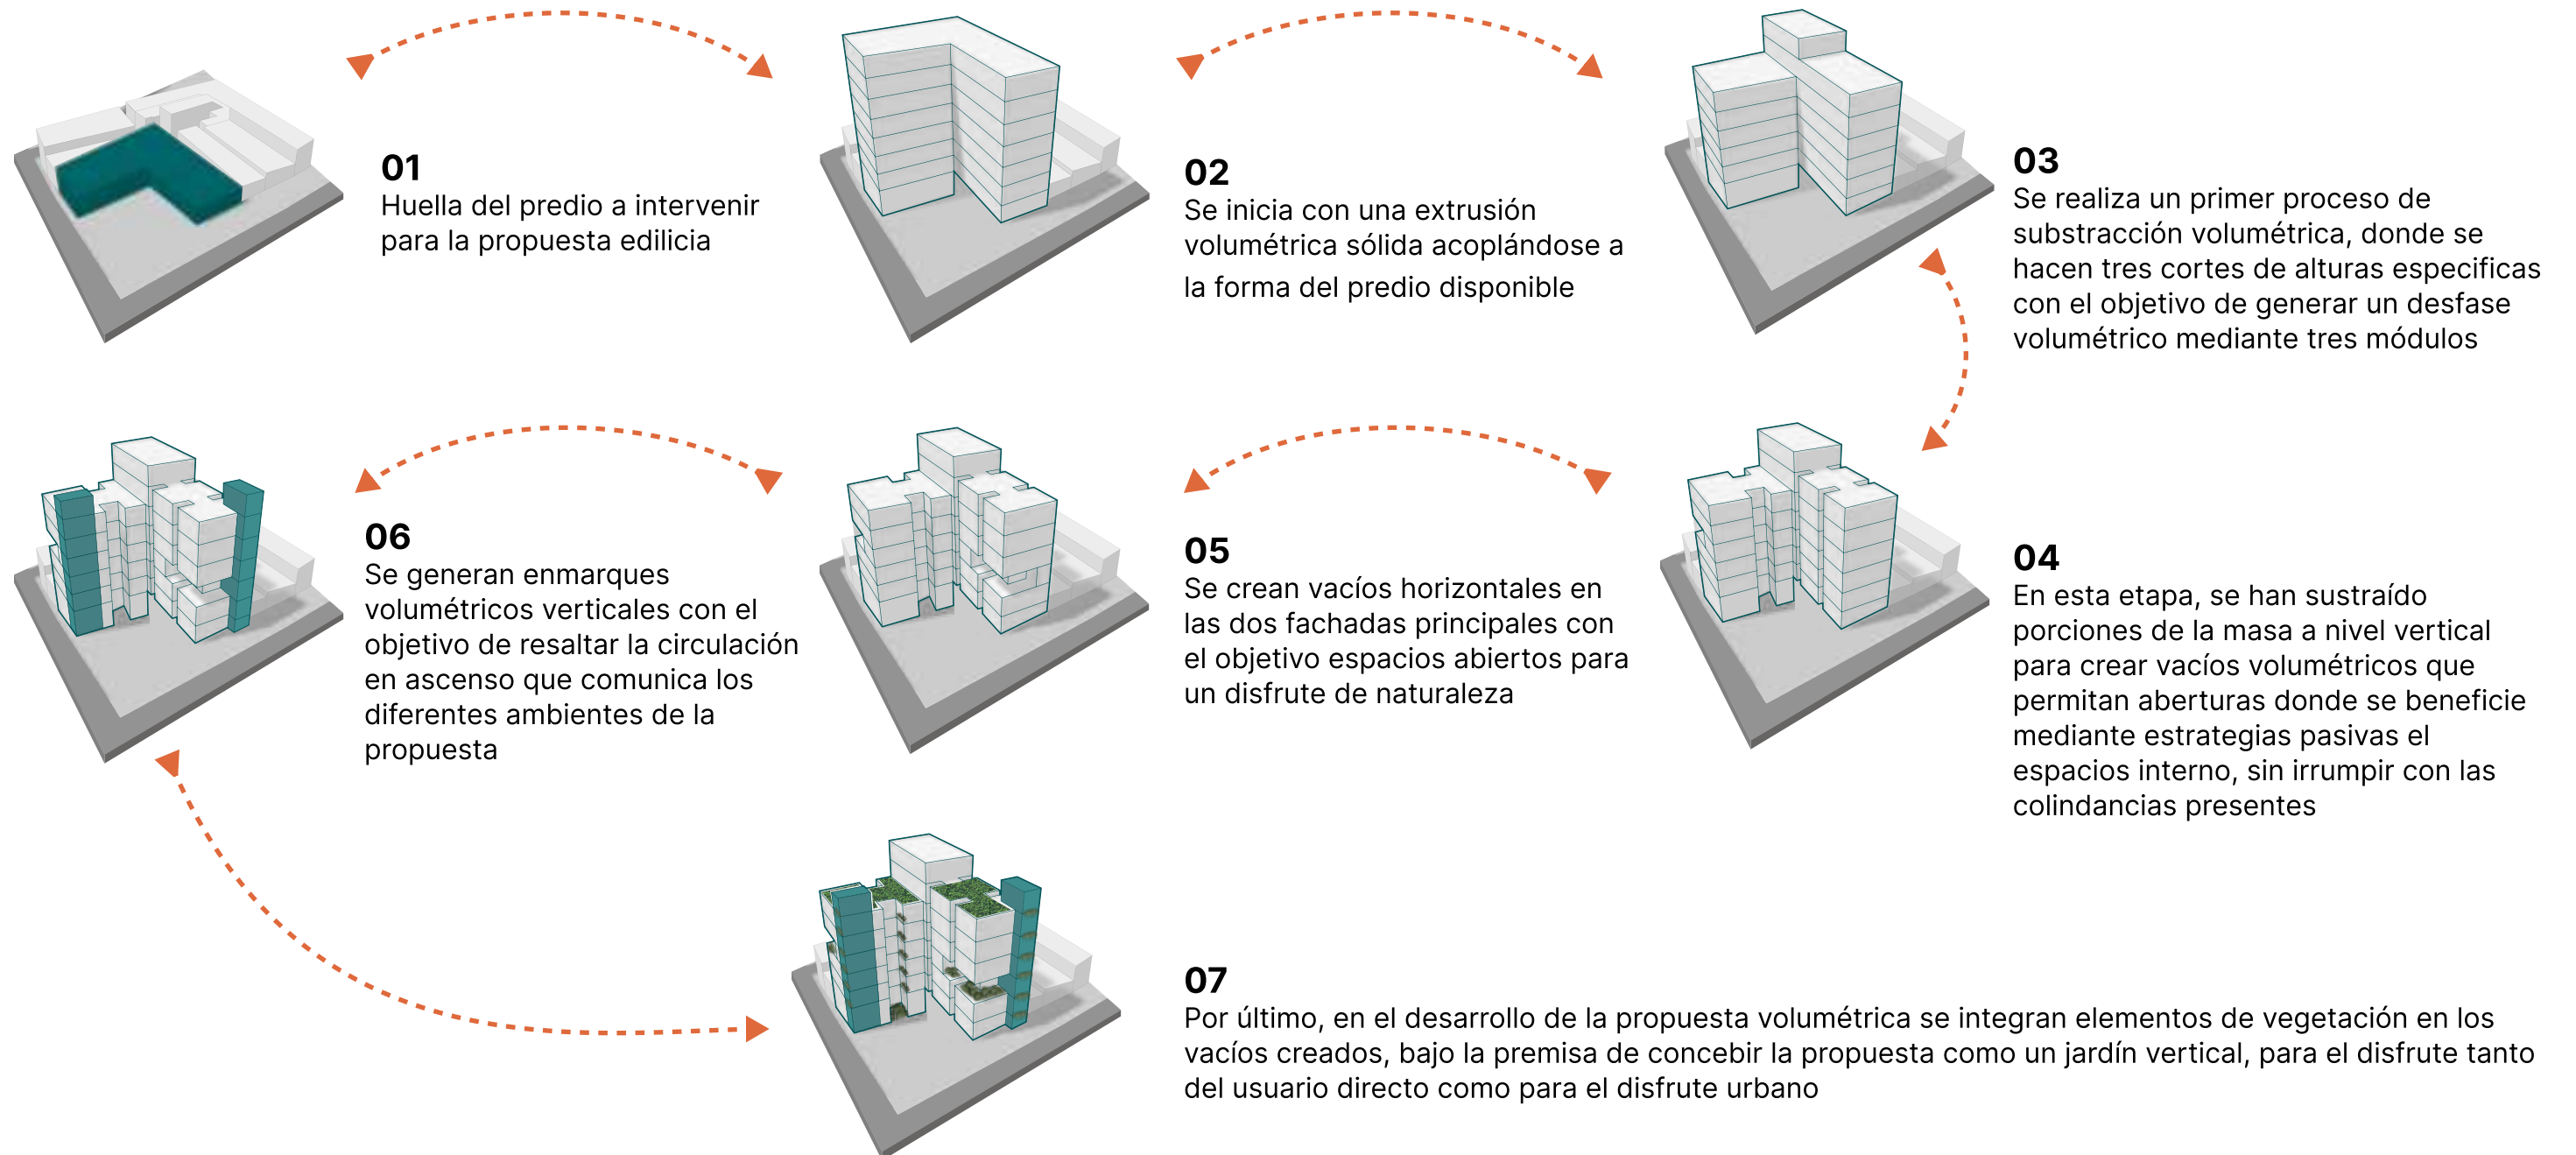 01
Huella del predio a intervenir
para la propuesta edilicia
02
Se inicia con una extrusión
volumétrica sólida acoplándose a
la forma del predio disponible
03
Se realiza un primer proceso de
substracción volumétrica, donde se
hacen tres cortes de alturas especificas
con el objetivo de generar un desfase
volumétrico mediante tres módulos
04
En esta etapa, se han sustraído
porciones de la masa a nivel vertical
para crear vacíos volumétricos que
permitan aberturas donde se beneficie
mediante estrategias pasivas el
espacios interno, sin irrumpir con las
colindancias presentes
05
Se crean vacíos horizontales en
las dos fachadas principales con
el objetivo espacios abiertos para
un disfrute de naturaleza
06
Se generan enmarques
volumétricos verticales con el
objetivo de resaltar la circulación
en ascenso que comunica los
diferentes ambientes de la
propuesta
07
Por último, en el desarrollo de la propuesta volumétrica se integran elementos de vegetación en los
vacíos creados, bajo la premisa de concebir la propuesta como un jardín vertical, para el disfrute tanto
del usuario directo como para el disfrute urbano